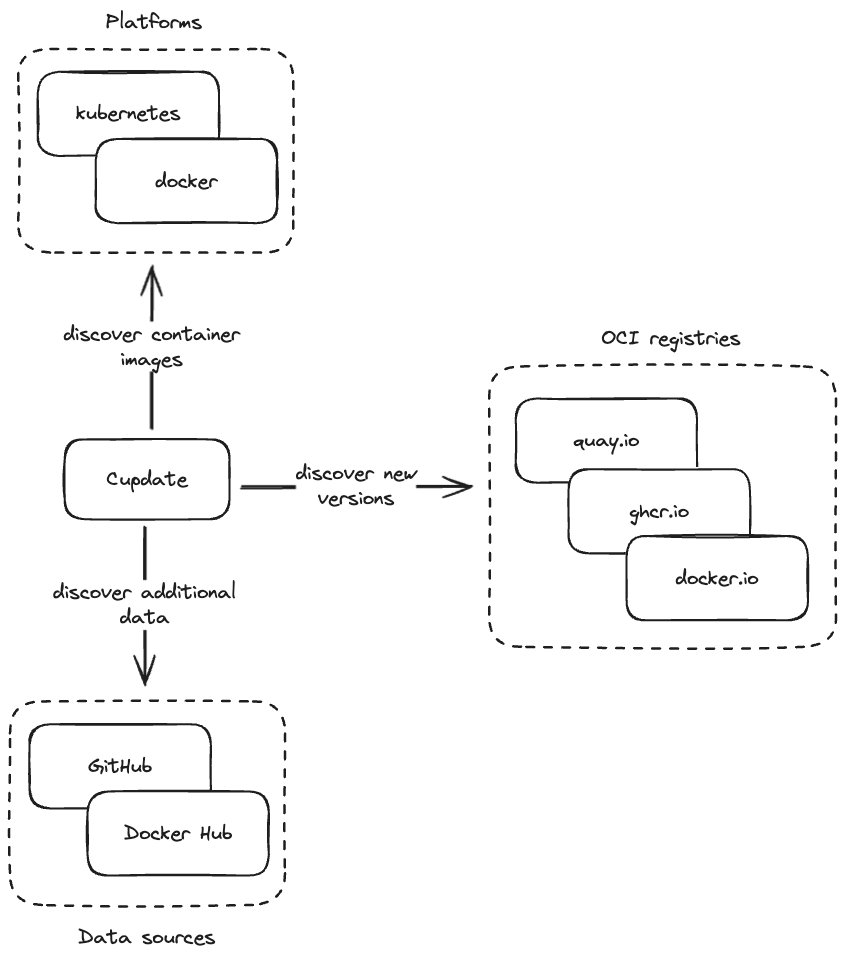 Platforms
kubernetes
docker
discover container
images
OCI registries
quay.io
Cupdate
discover new
versions
ghcr.io
docker.io
discover additional
data
GitHub
Docker Hub
Data sources